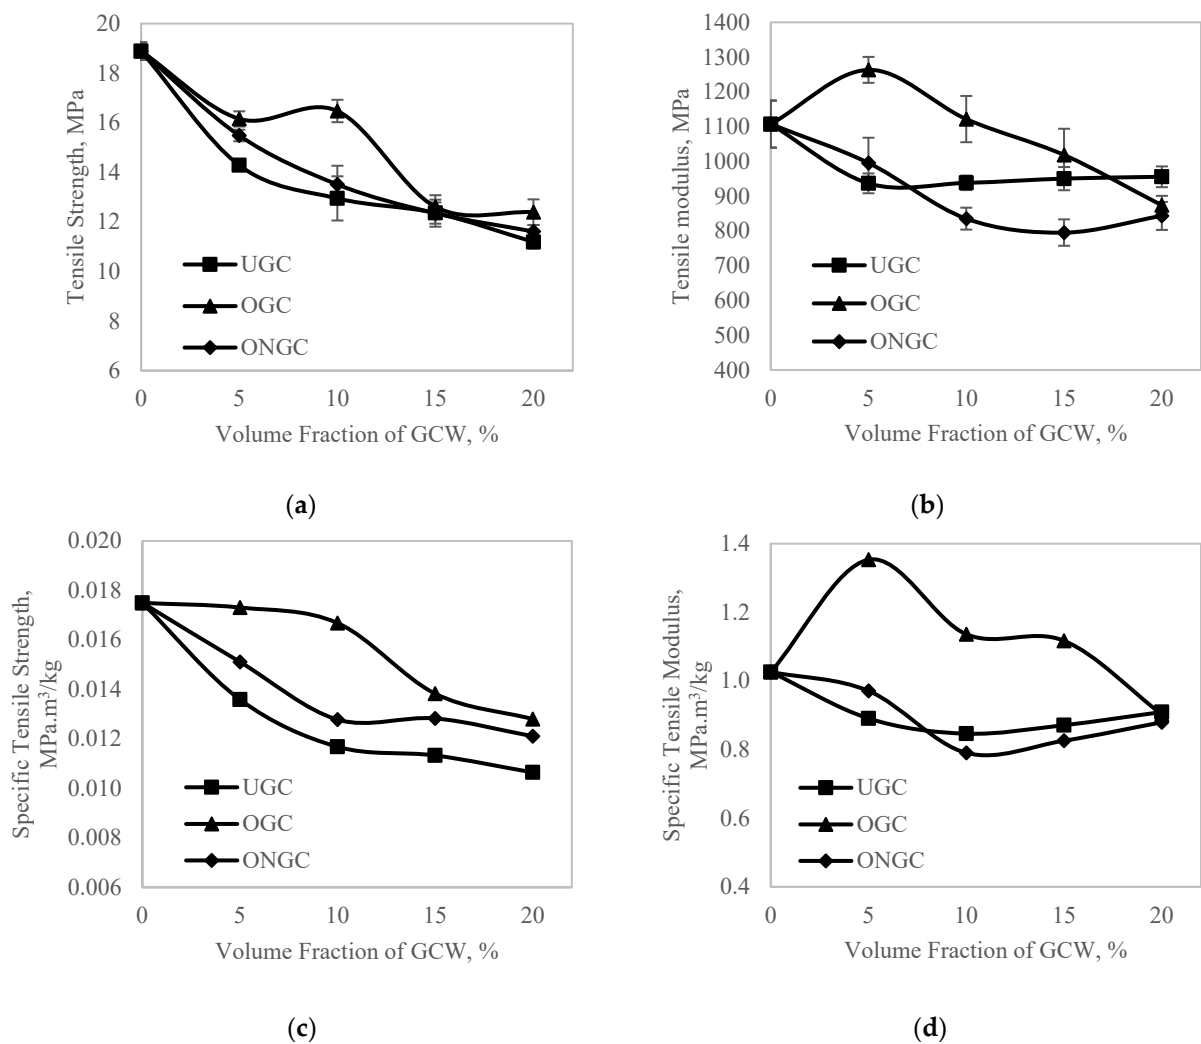 20
18
16
14
12
10
8
6
Tensile Strength, MPa
UGC
OGC
ONGC
0 5 10 15 20
Volume Fraction of GCW, %
(a)
1400
1300
1200
1100
1000
900
800
700
600
500
400
Tensile modulus, MPa
UGC
OGC
ONGC
0 5 10 15 20
Volume Fraction of GCW, %
(b)
0.020
0.018
0.016
0.014
0.012
0.010
0.008
0.006
Specific Tensile Strength,
MPa.m³/kg
UGC
OGC
ONGC
0 5 10 15 20
Volume Fraction of GCW, %
(c)
1.4
1.2
1.0
0.8
0.6
0.4
Specific Tensile Modulus,
MPa.m³/kg
UGC
OGC
ONGC
0 5 10 15 20
Volume Fraction of GCW, %
(d)